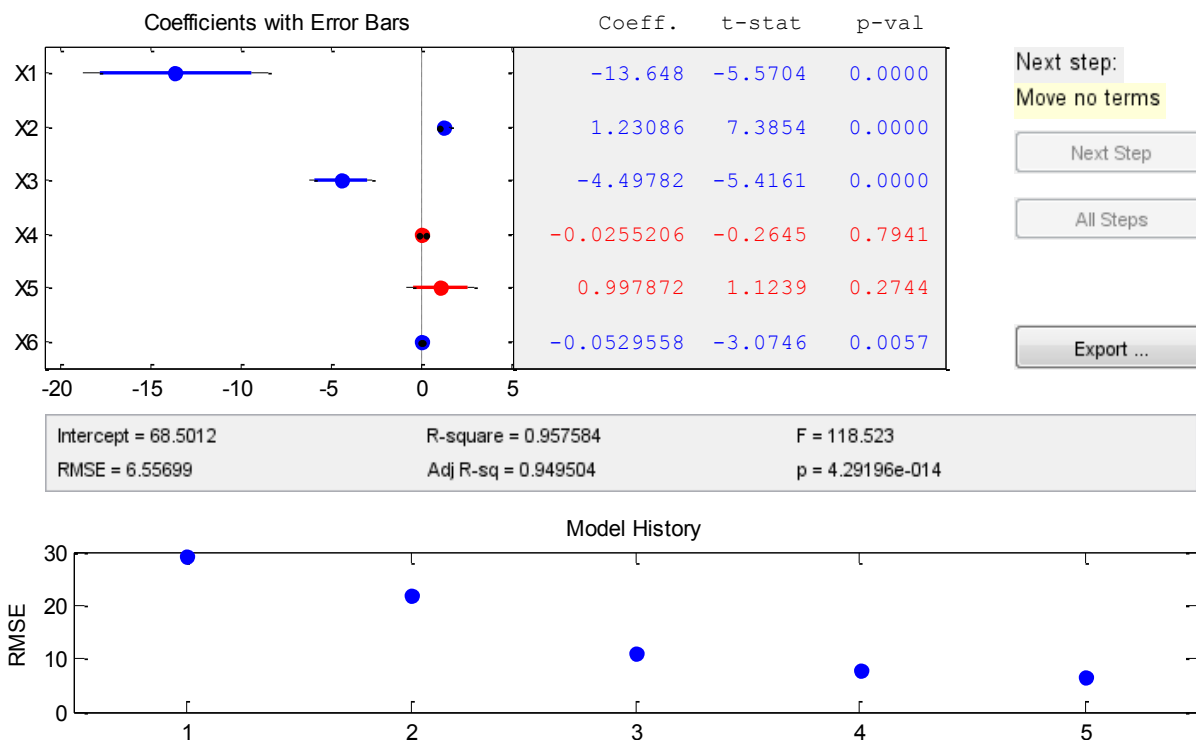 Coefficients with Error Bars
Coeff. t-stat p-val
X1 -13.648 -5.5704 0.0000
X2 1.23086 7.3854 0.0000
X3 -4.49782 -5.4161 0.0000
X4 -0.0255206 -0.2645 0.7941
X5 0.997872 1.1239 0.2744
X6 -0.0529558 -3.0746 0.0057
-20 -15 -10 -5 0 5
Next step:
Move no terms
Next Step
All Steps
Export ...
Intercept = 68.5012 R-square = 0.957584 F = 118.523
RMSE = 6.55699 Adj R-sq = 0.949504 p = 4.29196e-014
Model History
RMSE
30
20
10
0
1 2 3 4 5